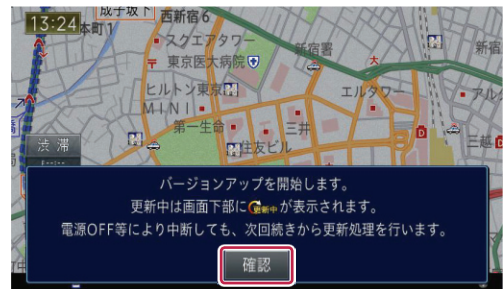 13:24
成子坂下
西新宿6
本町1
スクエアタワー
新宿署
新宿
東京医大病院
大
ヒルトン東京
エルタワー
アル
MINI
第一生命
三井
渋滞
住友ビル
三越
バージョンアップを開始します。
更新中は画面下部に更新中が表示されます。
電源OFF等により中断しても、次回続きから更新処理を行います。
確認